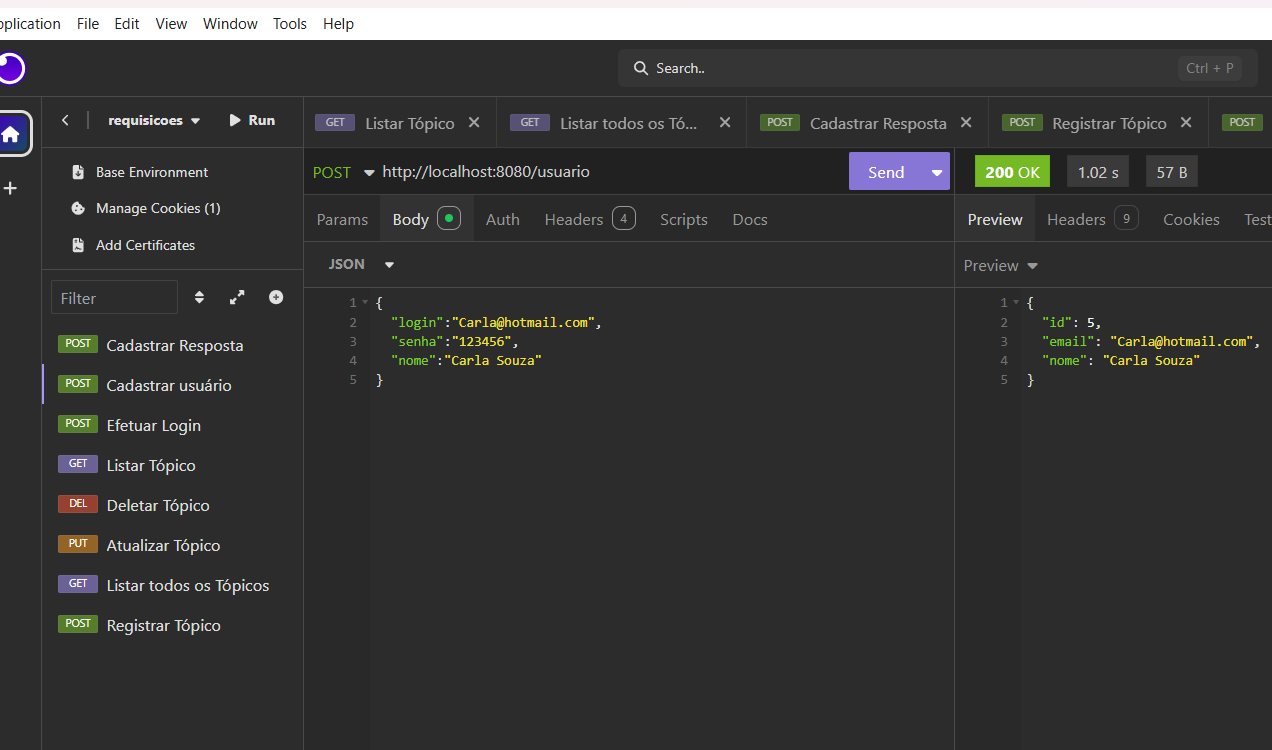 pplication File Edit View Window Tools Help
Search.. Ctrl + P
requisicoes Run
Base Environment
Manage Cookies (1)
Add Certificates
Filter
POST Cadastrar Resposta
POST Cadastrar usuário
POST Efetuar Login
GET Listar Tópico
DEL Deletar Tópico
PUT Atualizar Tópico
GET Listar todos os Tópicos
POST Registrar Tópico
GET Listar Tópico GET Listar todos os Tó... POST Cadastrar Resposta POST Registrar Tópico POST
POST http://localhost:8080/usuario Send
Params Body Auth Headers 4 Scripts Docs
JSON
1 {
2 "login":"Carla@hotmail.com",
3 "senha":"123456",
4 "nome":"Carla Souza"
5 }
200 OK 1.02 s 57 B
Preview Headers 9 Cookies Test
Preview
1 {
2 "id": 5,
3 "email": "Carla@hotmail.com",
4 "nome": "Carla Souza"
5 }